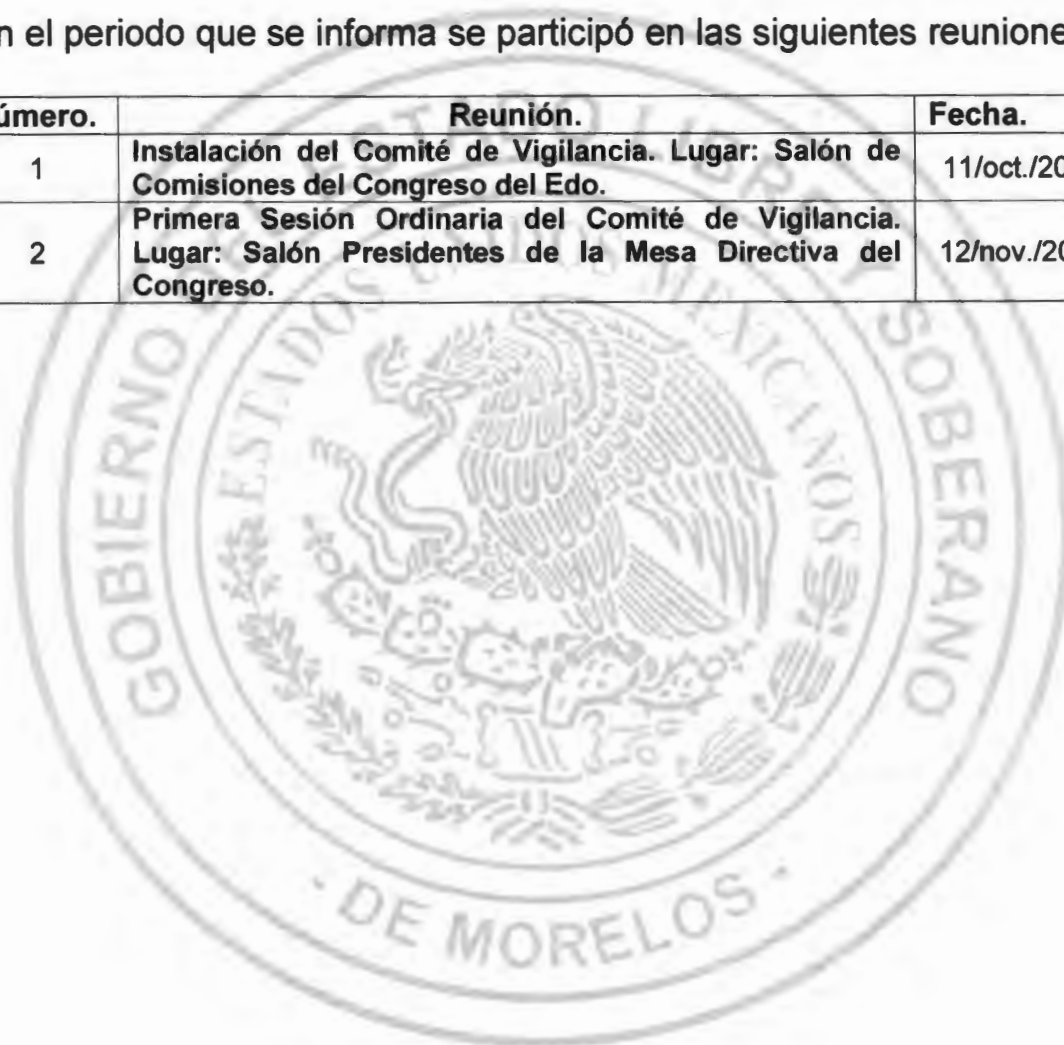 n el periodo que se informa se participó en las siguientes reunione
úmero. Reunión. Fecha.
1 Instalación del Comité de Vigilancia. Lugar: Salón de 11/oct./20
Comisiones del Congreso del Edo.
Primera Sesión Ordinaria del Comité de Vigilancia.
2 Lugar: Salón Presidentes de la Mesa Directiva del 12/nov./20
Congreso.
GOBIERNO ESTADO LIBRE Y SOBERANO
- DE MORELOS -
ESTADOS UNIDOS MEXICANOS